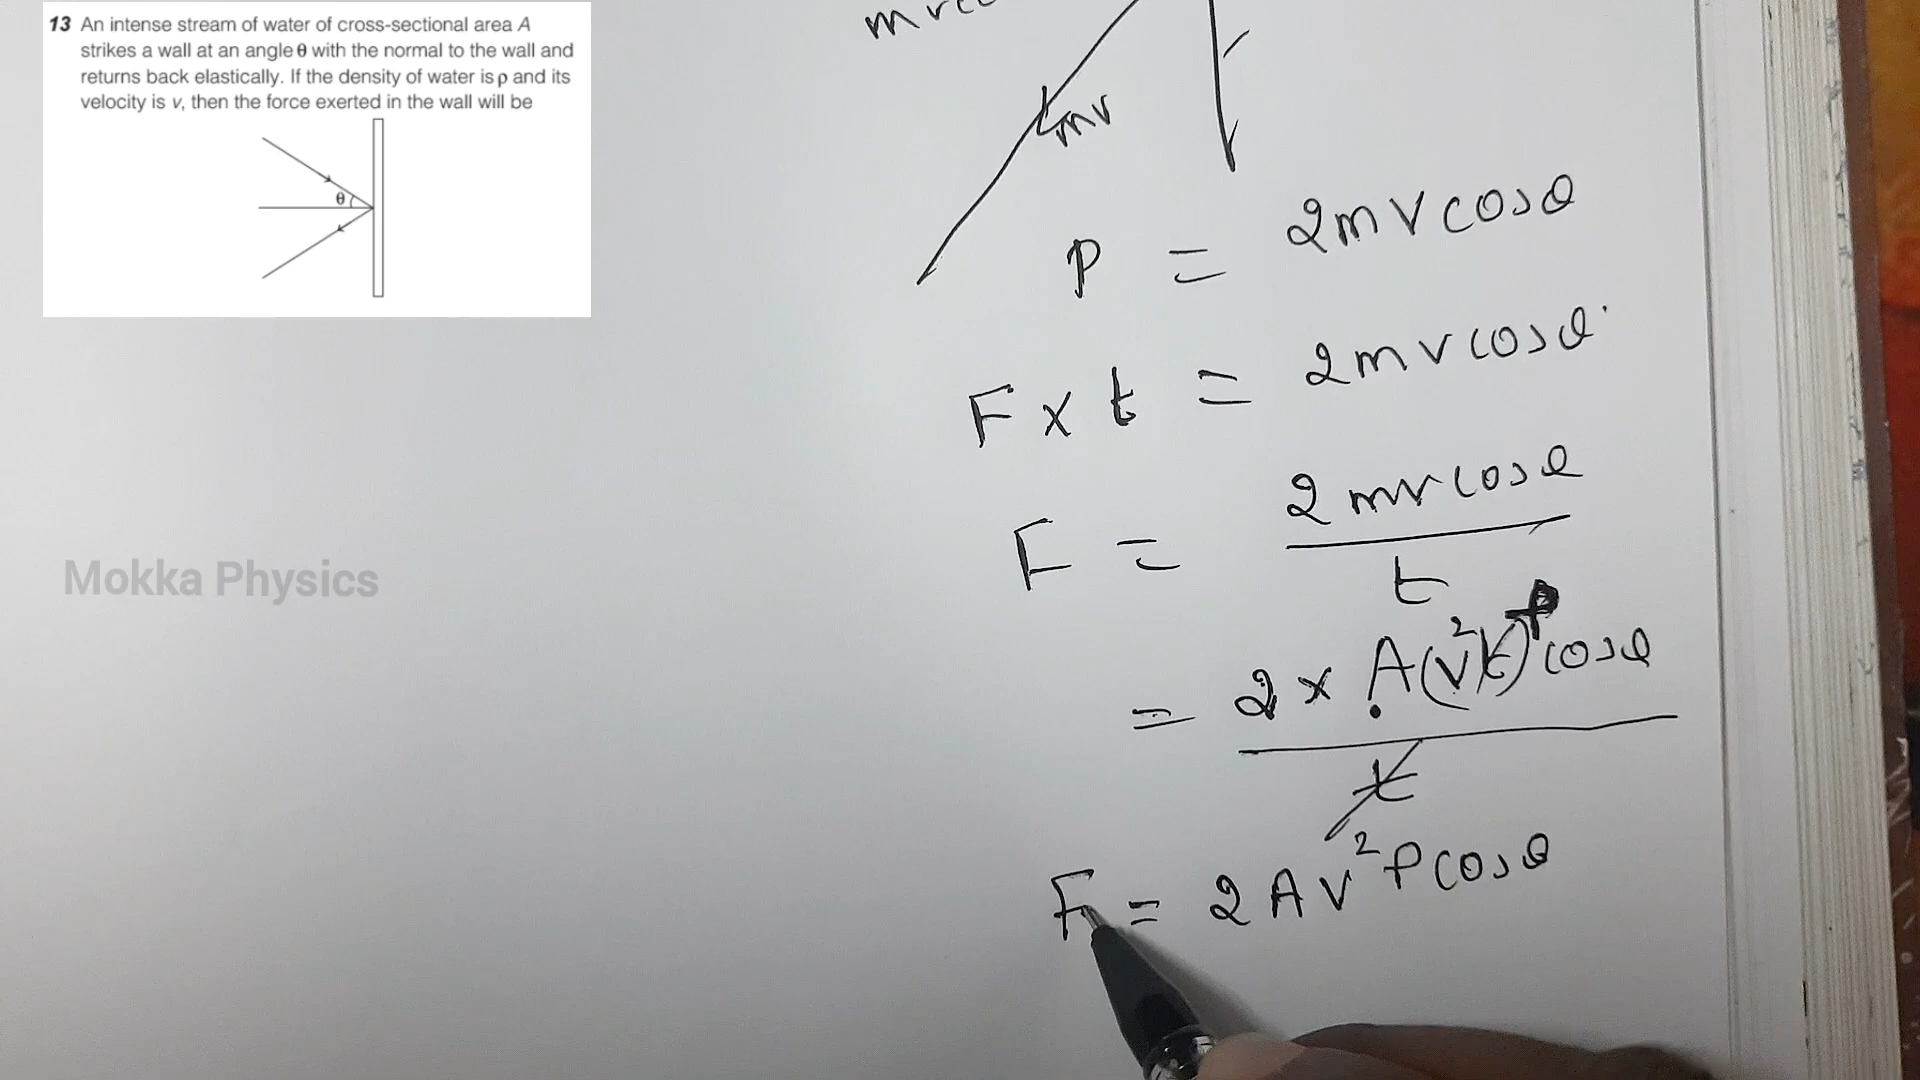 13 An intense stream of water of cross-sectional area A
strikes a wall at an angle θ with the normal to the wall and
returns back elastically. If the density of water is ρ and its
velocity is v, then the force exerted in the wall will be
θ
Mokka Physics
mv
p = 2mv cosθ
F x t = 2mv cosθ
F = 2mv cosθ / t
= 2 x A(v²t)ρ cosθ / t
F = 2Av²ρ cosθ